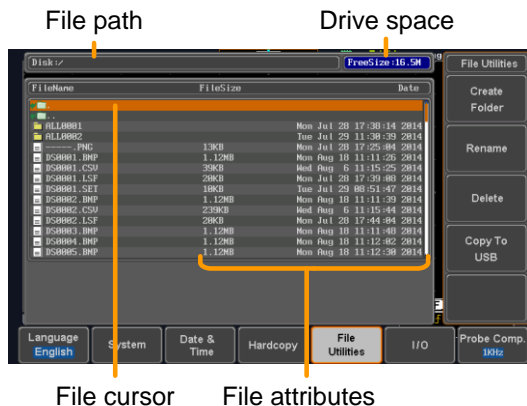 File path
Drive space
Disk:/
FreeSize:16.5M
File Utilities
FileName FileSize Date
.
..
ALL0001 Mon Jul 28 17:38:14 2014
ALL0002 Tue Jul 29 11:30:39 2014
-----.PNG 13KB Mon Jul 28 17:25:04 2014
DS0001.BMP 1.12MB Mon Aug 18 11:11:26 2014
DS0001.CSV 39KB Wed Aug 6 11:15:25 2014
DS0001.LSF 20KB Mon Jul 28 17:39:08 2014
DS0001.SET 10KB Tue Jul 29 08:51:47 2014
DS0002.BMP 1.12MB Mon Aug 18 11:11:39 2014
DS0002.CSV 239KB Wed Aug 6 11:15:44 2014
DS0002.LSF 20KB Mon Jul 28 17:44:04 2014
DS0003.BMP 1.12MB Mon Aug 18 11:11:48 2014
DS0004.BMP 1.12MB Mon Aug 18 11:12:02 2014
DS0005.BMP 1.12MB Mon Aug 18 11:12:30 2014
Create
Folder
Rename
Delete
Copy To
USB
Language
English
System
Date &
Time
Hardcopy
File
Utilities
I/O
Probe Comp.
1KHz
File cursor
File attributes